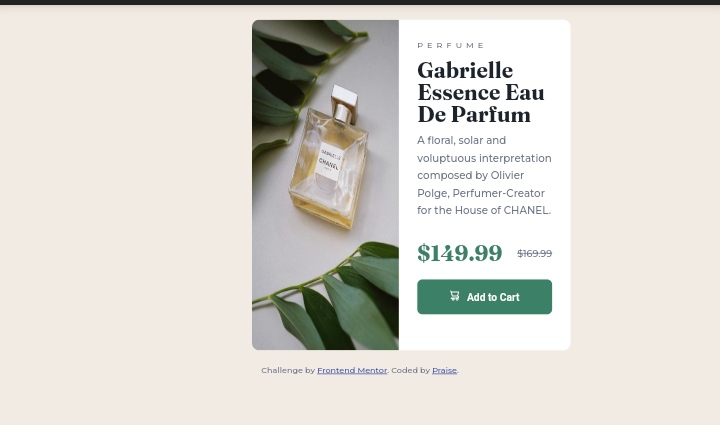 PERFUME
Gabrielle
Essence Eau
De Parfum
A floral, solar and
voluptuous interpretation
composed by Olivier
Polge, Perfumer-Creator
for the House of CHANEL.
$149.99 $169.99
Add to Cart
GABRIELLE
CHANEL
Challenge by Frontend Mentor. Coded by Praise.